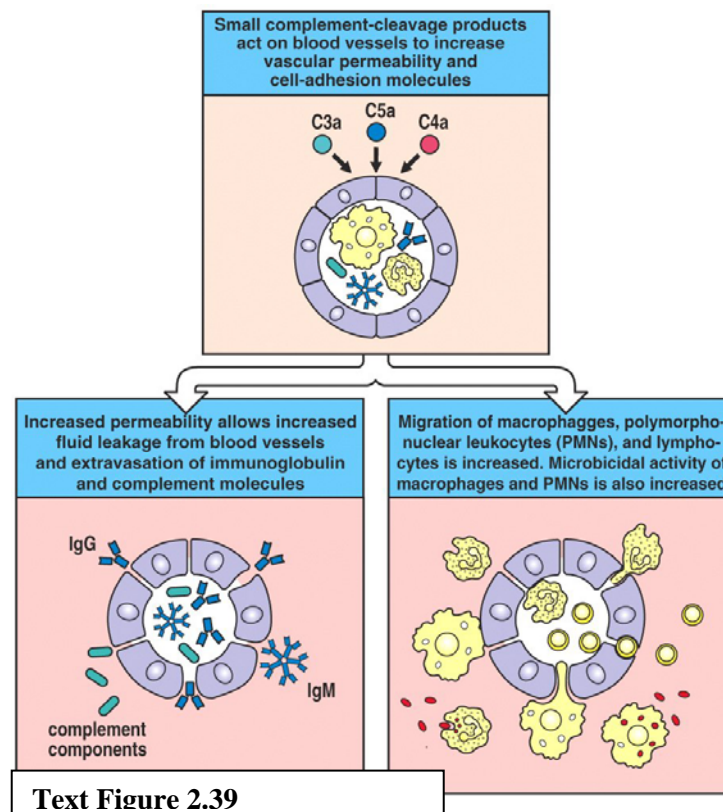 Small complement-cleavage products
act on blood vessels to increase
vascular permeability and
cell-adhesion molecules
C3a
C5a
C4a
Increased permeability allows increased
fluid leakage from blood vessels
and extravasation of immunoglobulin
and complement molecules
IgG
IgM
complement
components
Migration of macrophagges, polymorpho-
nuclear leukocytes (PMNs), and lympho-
cytes is increased. Microbicidal activity of
macrophages and PMNs is also increased
Text Figure 2.39